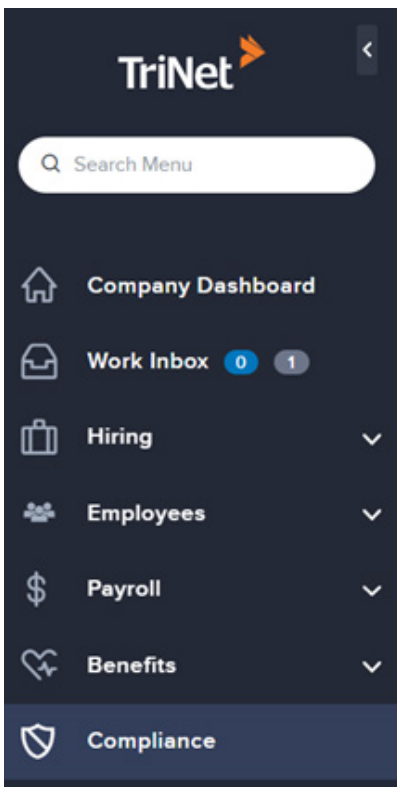 TriNet
Search Menu
Company Dashboard
Work Inbox 0 1
Hiring
Employees
Payroll
Benefits
Compliance